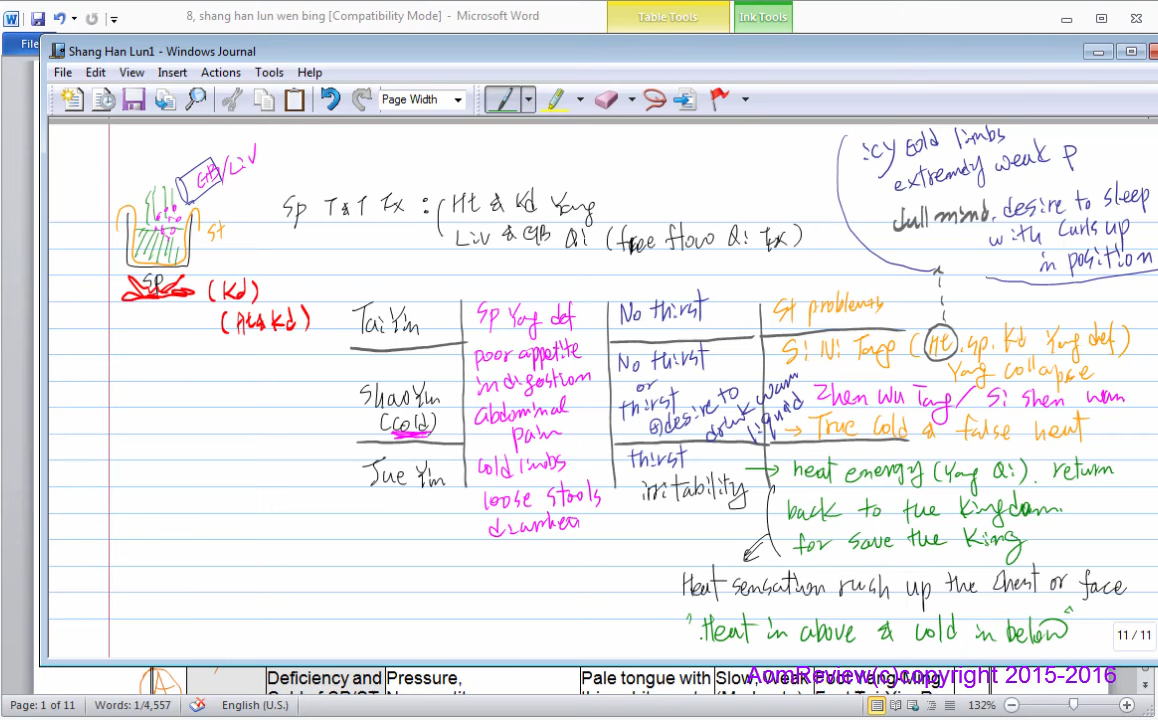 8, shang han lun wen bing [Compatibility Mode] - Microsoft Word
Table Tools
Ink Tools
File
Shang Han Lun1 - Windows Journal
File Edit View Insert Actions Tools Help
Page Width
GB/Liv
St
Sp
(Kd)
(Ht&Kd)
Sp T&T Tx : Ht & Kd Yang
Liv & GB Qi (free flow Qi Tx)
icy cold limbs
extremely weak P
dull mind, desire to sleep
with curls up
in position
Tai Yin
Shao Yin
(cold)
Jue Yin
Sp Yang def
poor appetite
indigestion
abdominal
pain
cold limbs
loose stools
No thirst
No thirst
or
thirst
desire to
drink warm
liquid
thirst
irritability
St problems
Si Ni Tang (Ht, Sp, Kd Yang def)
Yang collapse
Zhen Wu Tang / Si Shen wan
→ True Cold & false heat
→ heat energy (Yang Qi). return
back to the Kingdom.
for save the King
Heat sensation rush up the chest or face
"Heat in above & cold in below"
11 / 11
Deficiency and
Pressure,
Pale tongue with
Slow, Weak
Foot Yang Ming
AomReview(c)copyright 2015-2016
Page: 1 of 11
Words: 1/4,557
English (U.S.)
132%